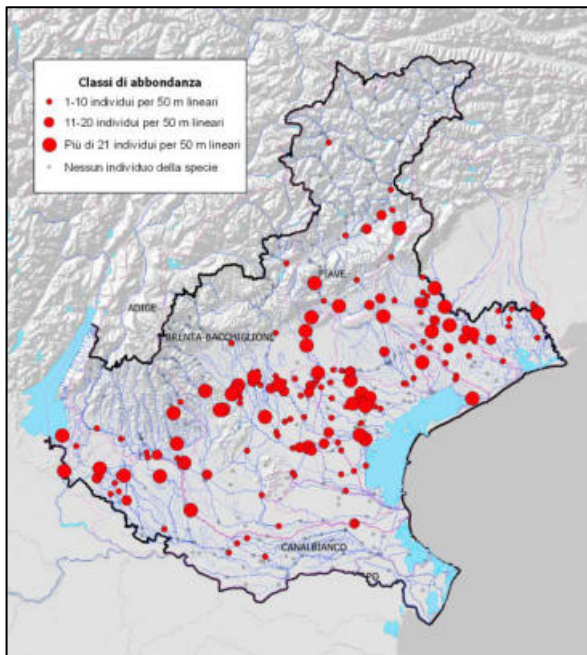 Classi di abbondanza
1-10 individui per 50 m lineari
11-20 individui per 50 m lineari
Più di 21 individui per 50 m lineari
Nessun individuo della specie
PIAVE
ADIGE
BRENTA-BACCHIGLIONE
CANALBIANCO
PO